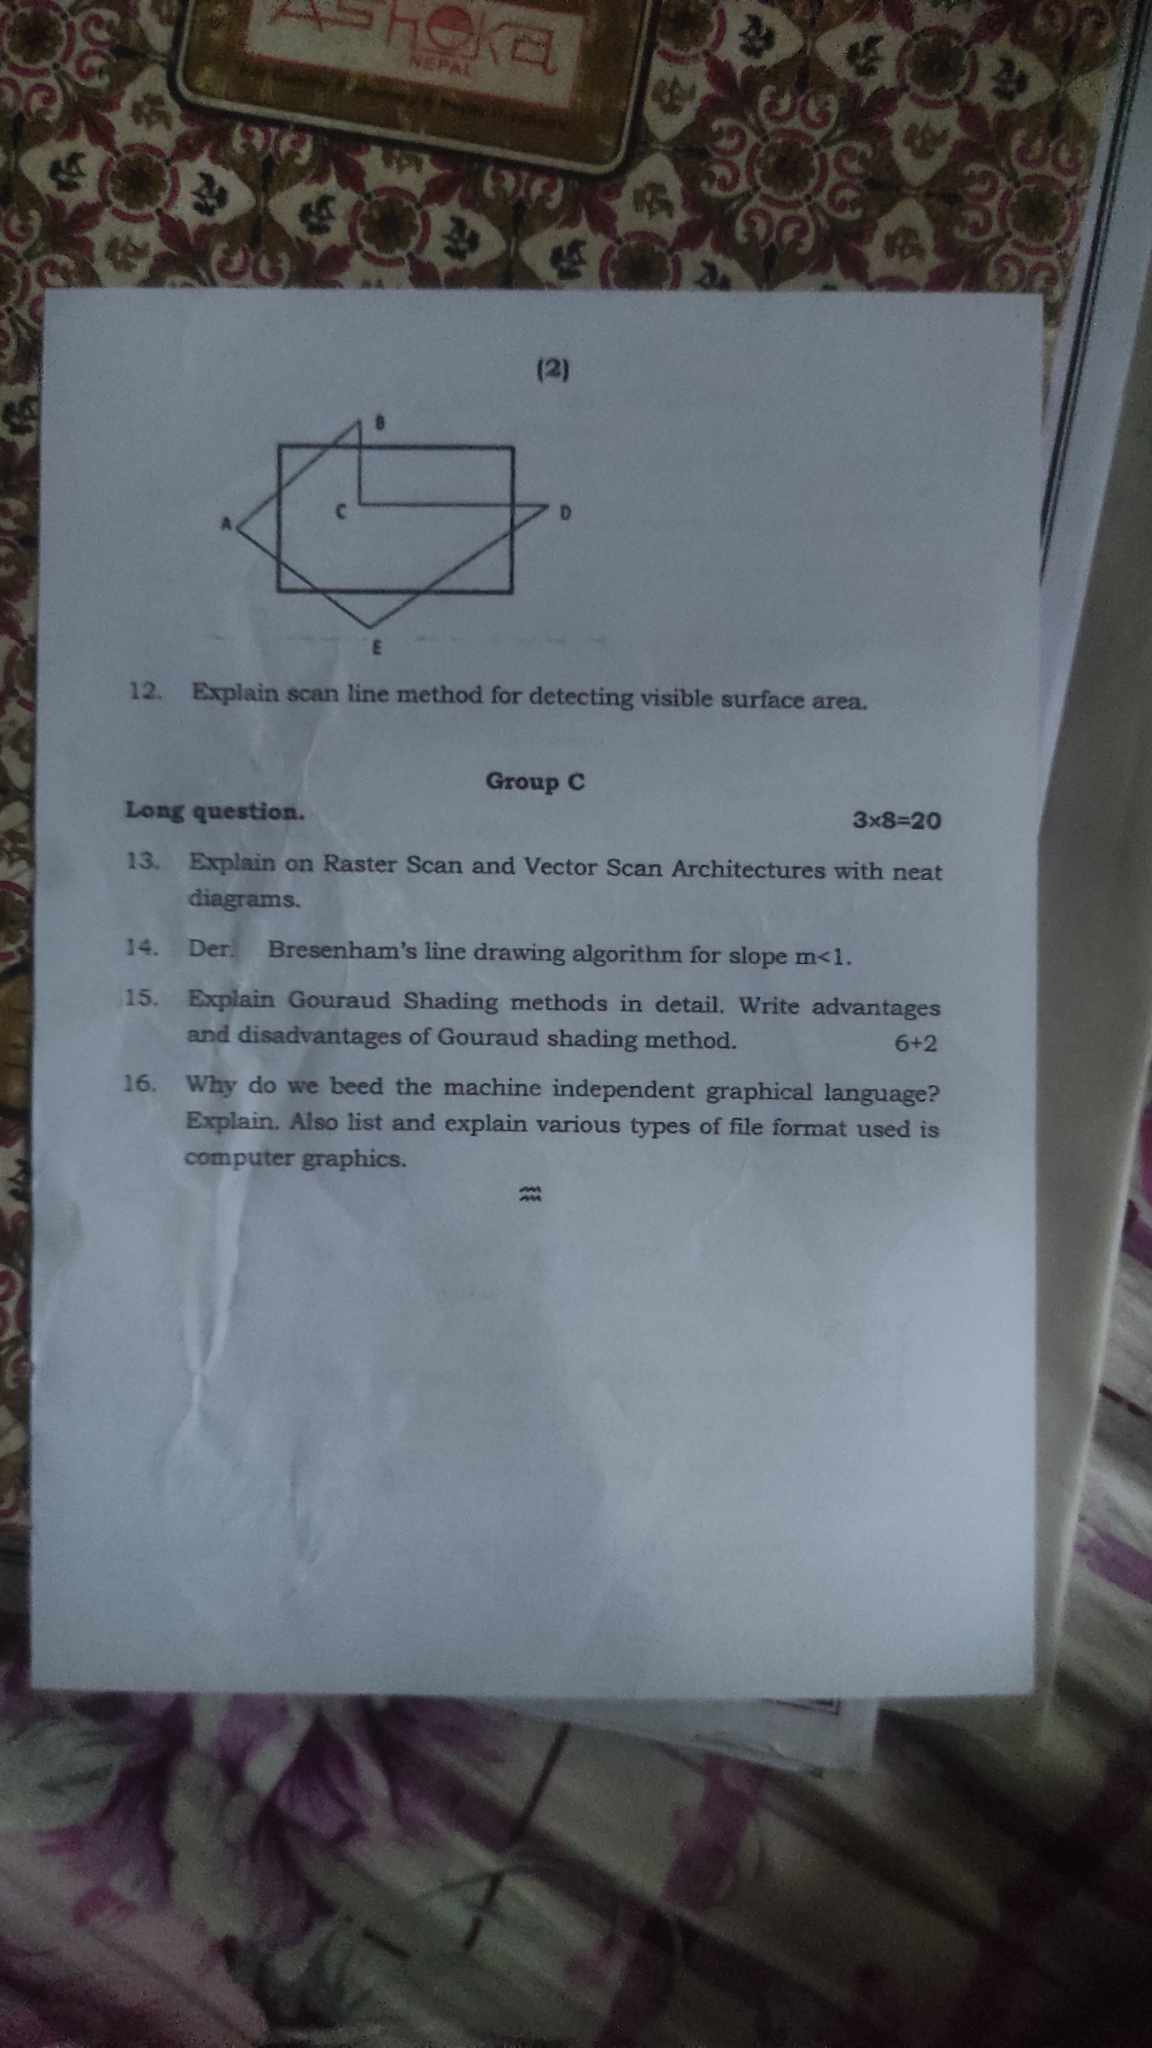 Ashoka
NEPAL
(2)
B
A
C
D
E
12. Explain scan line method for detecting visible surface area.
Group C
Long question.
3×8=20
13. Explain on Raster Scan and Vector Scan Architectures with neat
diagrams.
14. Der. Bresenham's line drawing algorithm for slope m<1.
15. Explain Gouraud Shading methods in detail. Write advantages
and disadvantages of Gouraud shading method. 6+2
16. Why do we beed the machine independent graphical language?
Explain. Also list and explain various types of file format used is
computer graphics.